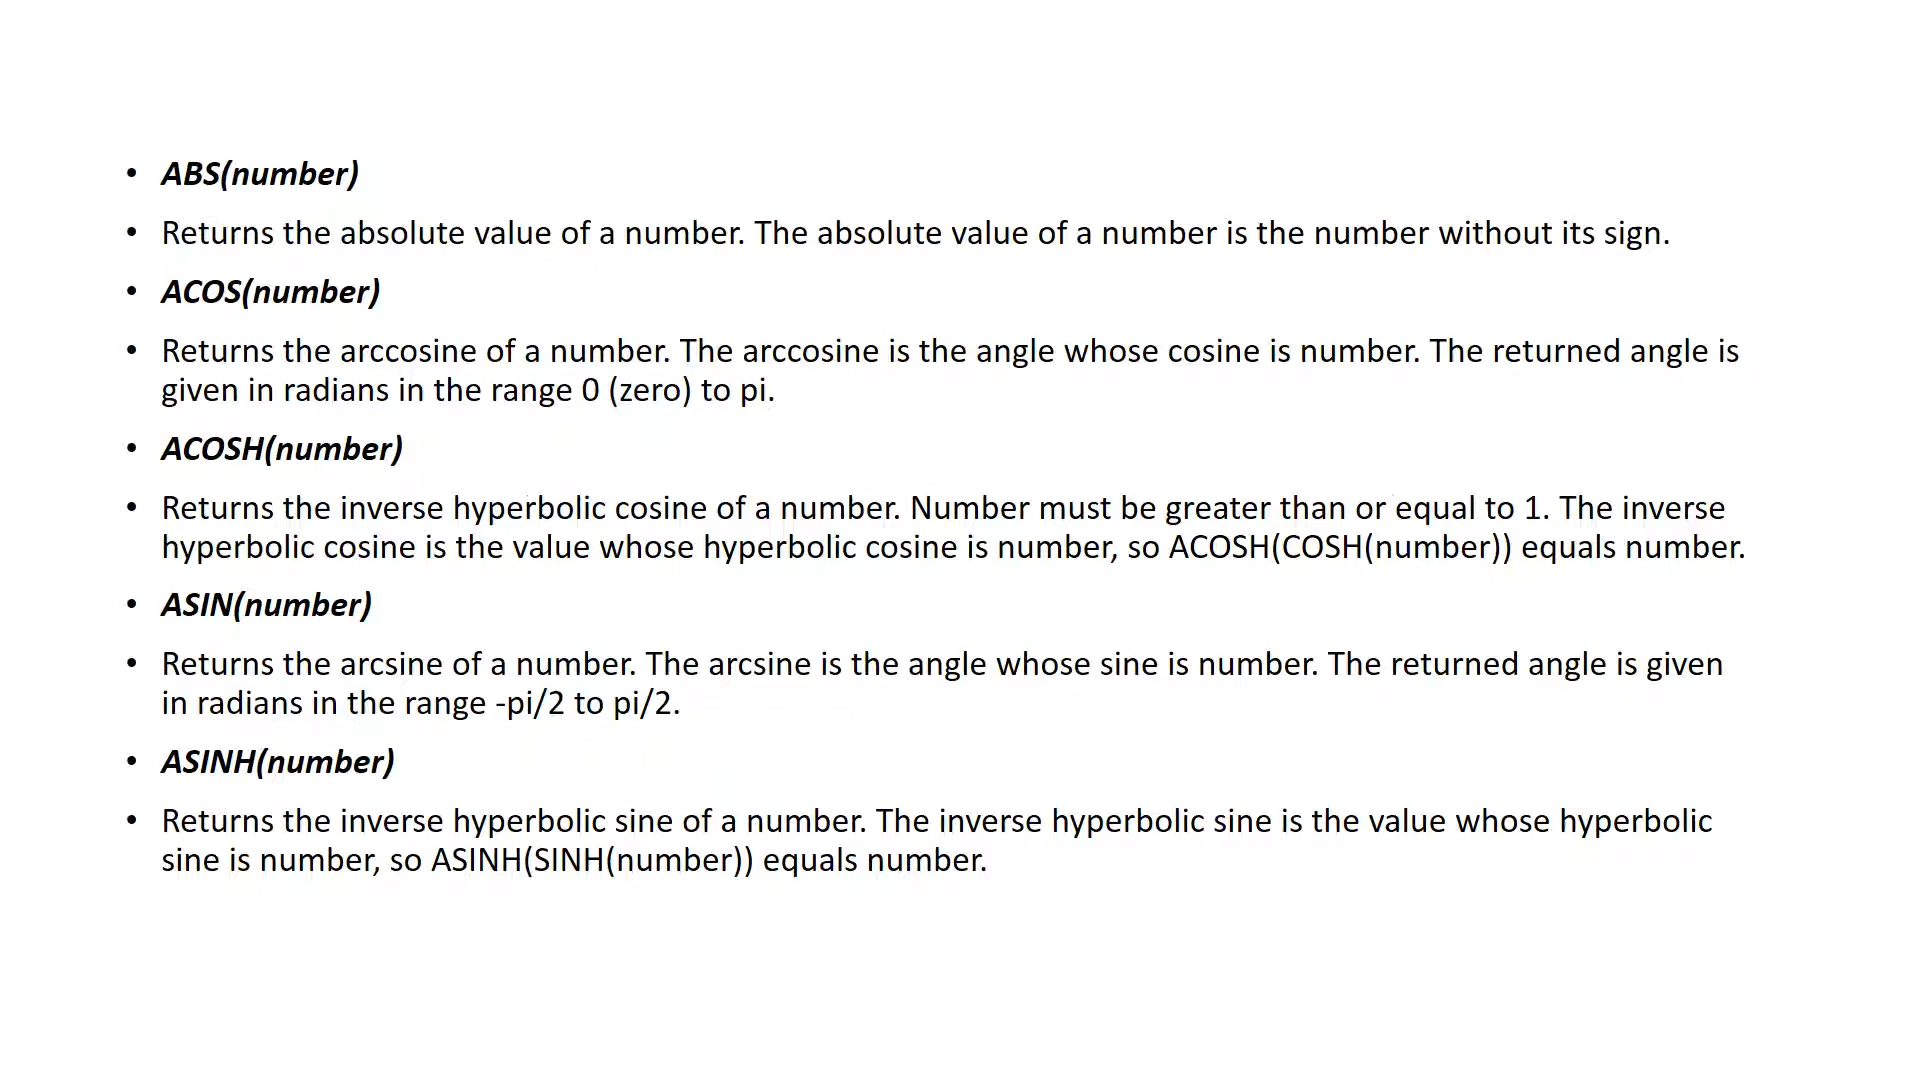 • ABS(number)
• Returns the absolute value of a number. The absolute value of a number is the number without its sign.
• ACOS(number)
• Returns the arccosine of a number. The arccosine is the angle whose cosine is number. The returned angle is
given in radians in the range 0 (zero) to pi.
• ACOSH(number)
• Returns the inverse hyperbolic cosine of a number. Number must be greater than or equal to 1. The inverse
hyperbolic cosine is the value whose hyperbolic cosine is number, so ACOSH(COSH(number)) equals number.
• ASIN(number)
• Returns the arcsine of a number. The arcsine is the angle whose sine is number. The returned angle is given
in radians in the range -pi/2 to pi/2.
• ASINH(number)
• Returns the inverse hyperbolic sine of a number. The inverse hyperbolic sine is the value whose hyperbolic
sine is number, so ASINH(SINH(number)) equals number.